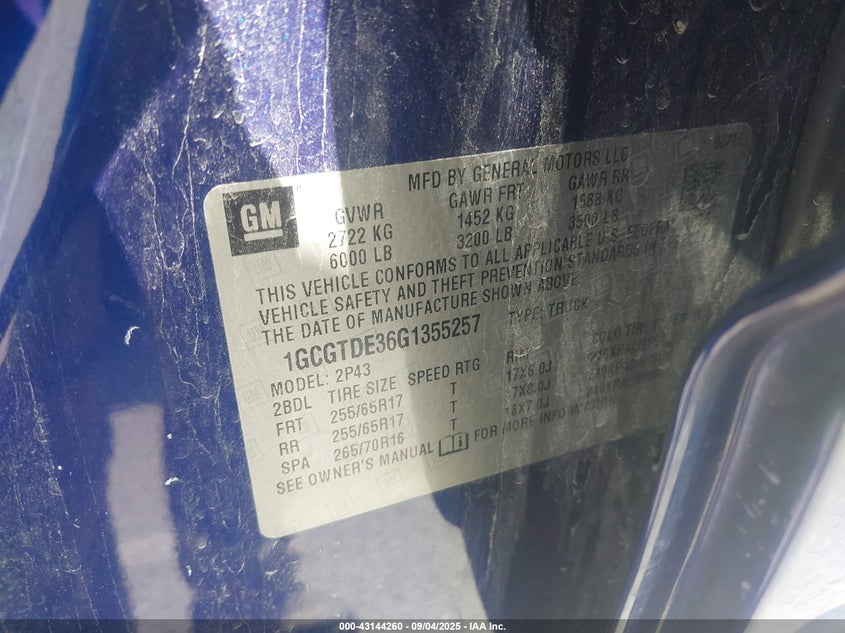 MFD BY GENERAL MOTORS LLC
GM
GVWR GAWR FRT GAWR RR
2722 KG 1452 KG 1588 KG
6000 LB 3200 LB 3500 LB
THIS VEHICLE CONFORMS TO ALL APPLICABLE U.S. FEDERAL
VEHICLE SAFETY AND THEFT PREVENTION STANDARDS IN
THE DATE OF MANUFACTURE SHOWN ABOVE.
1GCGTDE36G1355257 TYPE: TRUCK
MODEL: 2P43
2BDL TIRE SIZE SPEED RTG RIM COLD TIRE
FRT 255/65R17 T 17X8.0J
RR 255/65R17 T 17X8.0J
SPA 265/70R16 T 16X7.0J
SEE OWNER'S MANUAL FOR MORE INFORMATION
000-43144260 - 09/04/2025 - IAA Inc.